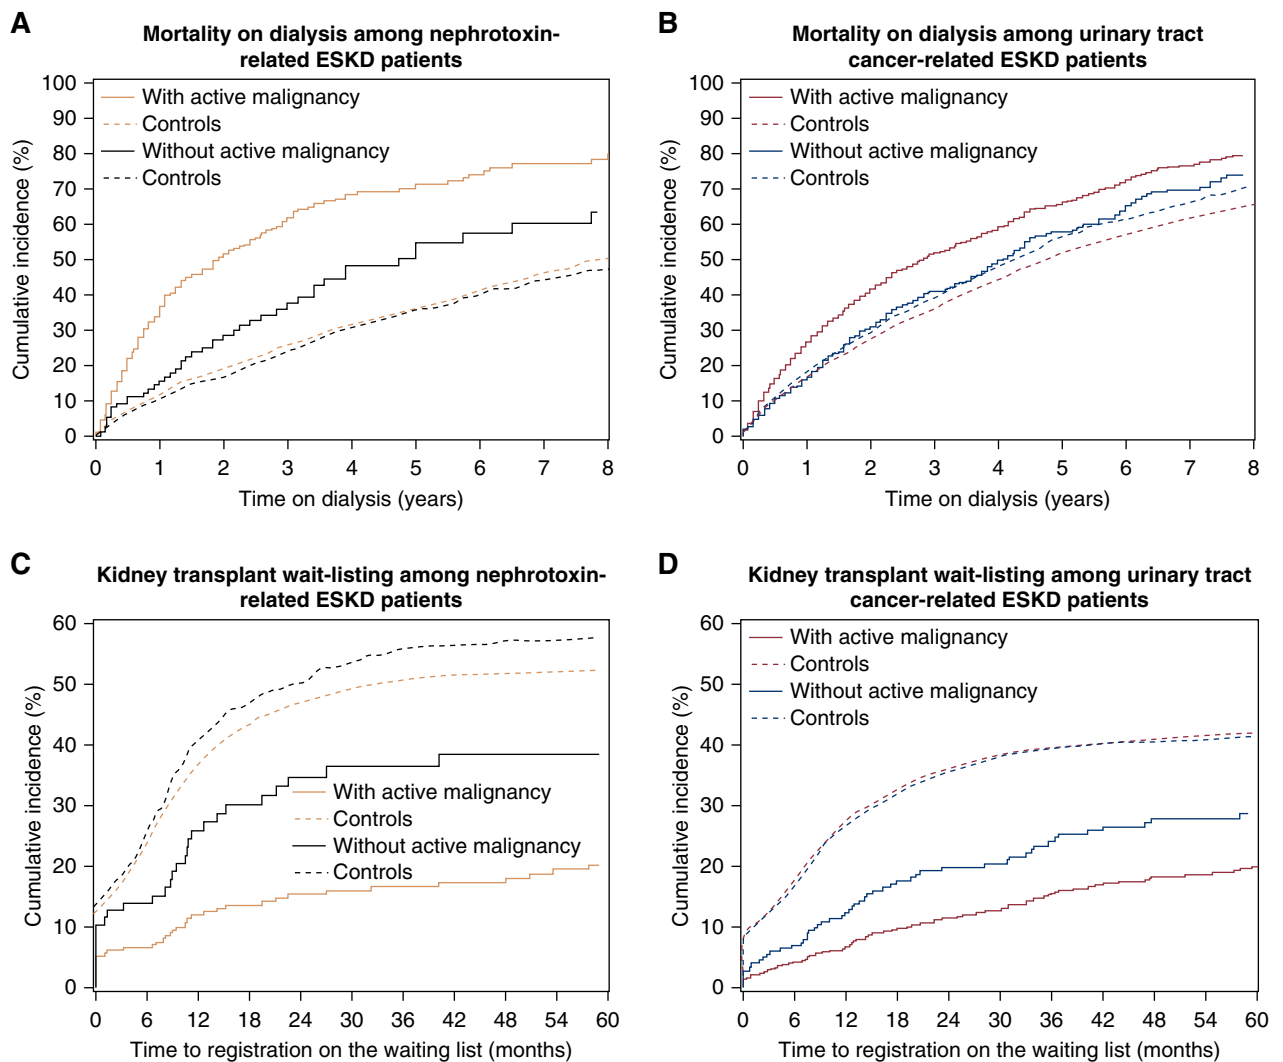 A
Mortality on dialysis among nephrotoxin-
related ESKD patients
100
90
80
70
60
50
40
30
20
10
0
Cumulative incidence (%)
With active malignancy
Controls
Without active malignancy
Controls
0 1 2 3 4 5 6 7 8
Time on dialysis (years)
B
Mortality on dialysis among urinary tract
cancer-related ESKD patients
100
90
80
70
60
50
40
30
20
10
0
Cumulative incidence (%)
With active malignancy
Controls
Without active malignancy
Controls
0 1 2 3 4 5 6 7 8
Time on dialysis (years)
C
Kidney transplant wait-listing among nephrotoxin-
related ESKD patients
60
50
40
30
20
10
0
Cumulative incidence (%)
With active malignancy
Controls
Without active malignancy
Controls
0 6 12 18 24 30 36 42 48 54 60
Time to registration on the waiting list (months)
D
Kidney transplant wait-listing among urinary tract
cancer-related ESKD patients
60
50
40
30
20
10
0
Cumulative incidence (%)
With active malignancy
Controls
Without active malignancy
Controls
0 6 12 18 24 30 36 42 48 54 60
Time to registration on the waiting list (months)